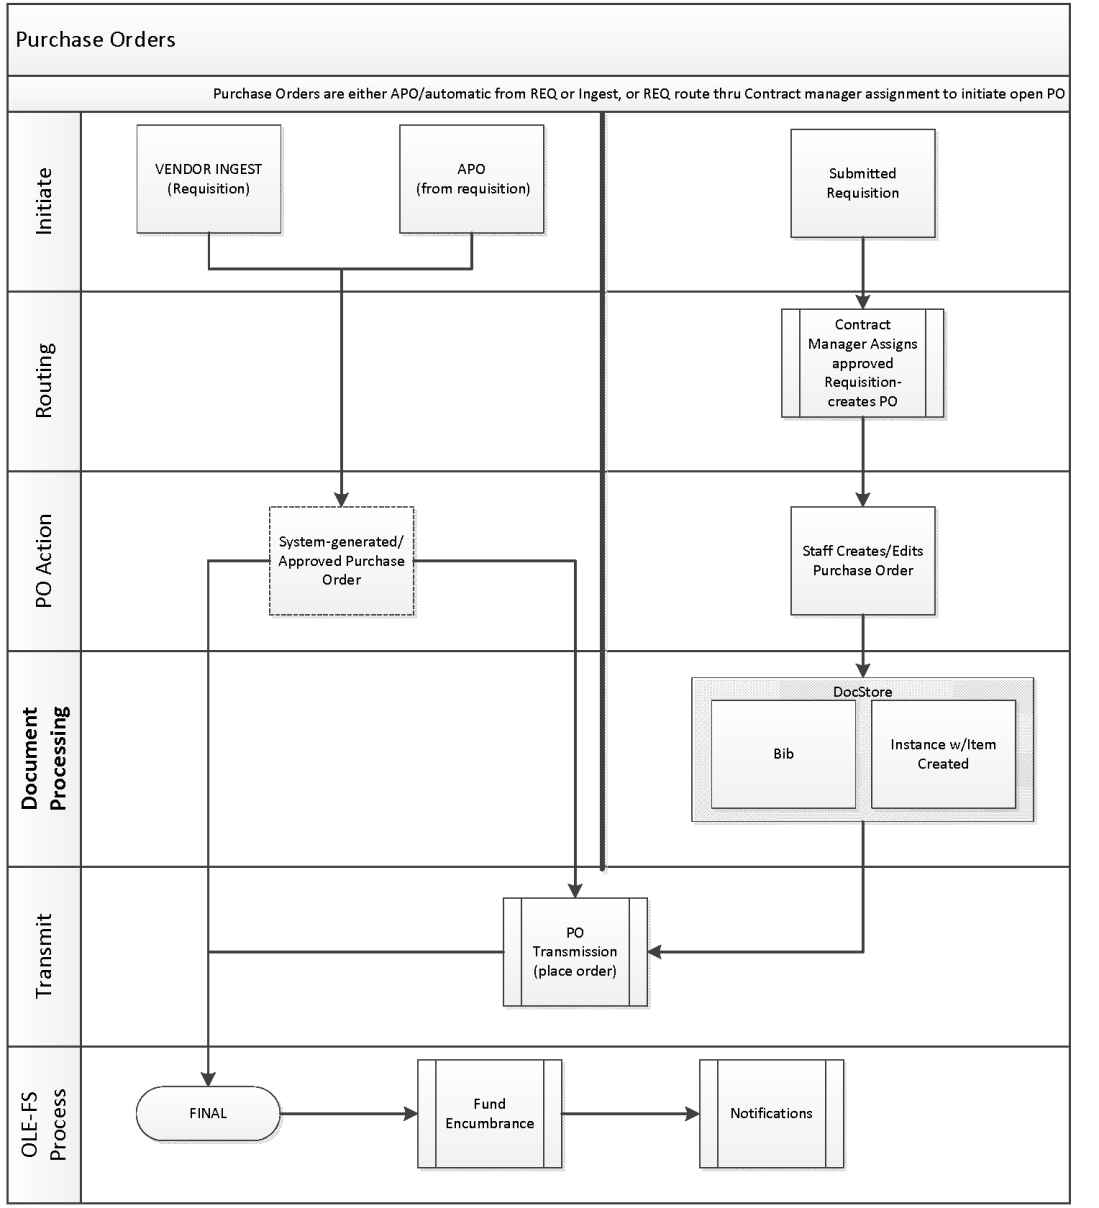 Purchase Orders
Purchase Orders are either APO/automatic from REQ or Ingest, or REQ route thru Contract manager assignment to initiate open PO
Initiate
VENDOR INGEST
(Requisition)
APO
(from requisition)
Submitted
Requisition
Routing
Contract
Manager Assigns
approved
Requisition-
creates PO
PO Action
System-generated/
Approved Purchase
Order
Staff Creates/Edits
Purchase Order
Document
Processing
DocStore
Bib
Instance w/Item
Created
Transmit
PO
Transmission
(place order)
OLE-FS
Process
FINAL
Fund
Encumbrance
Notifications